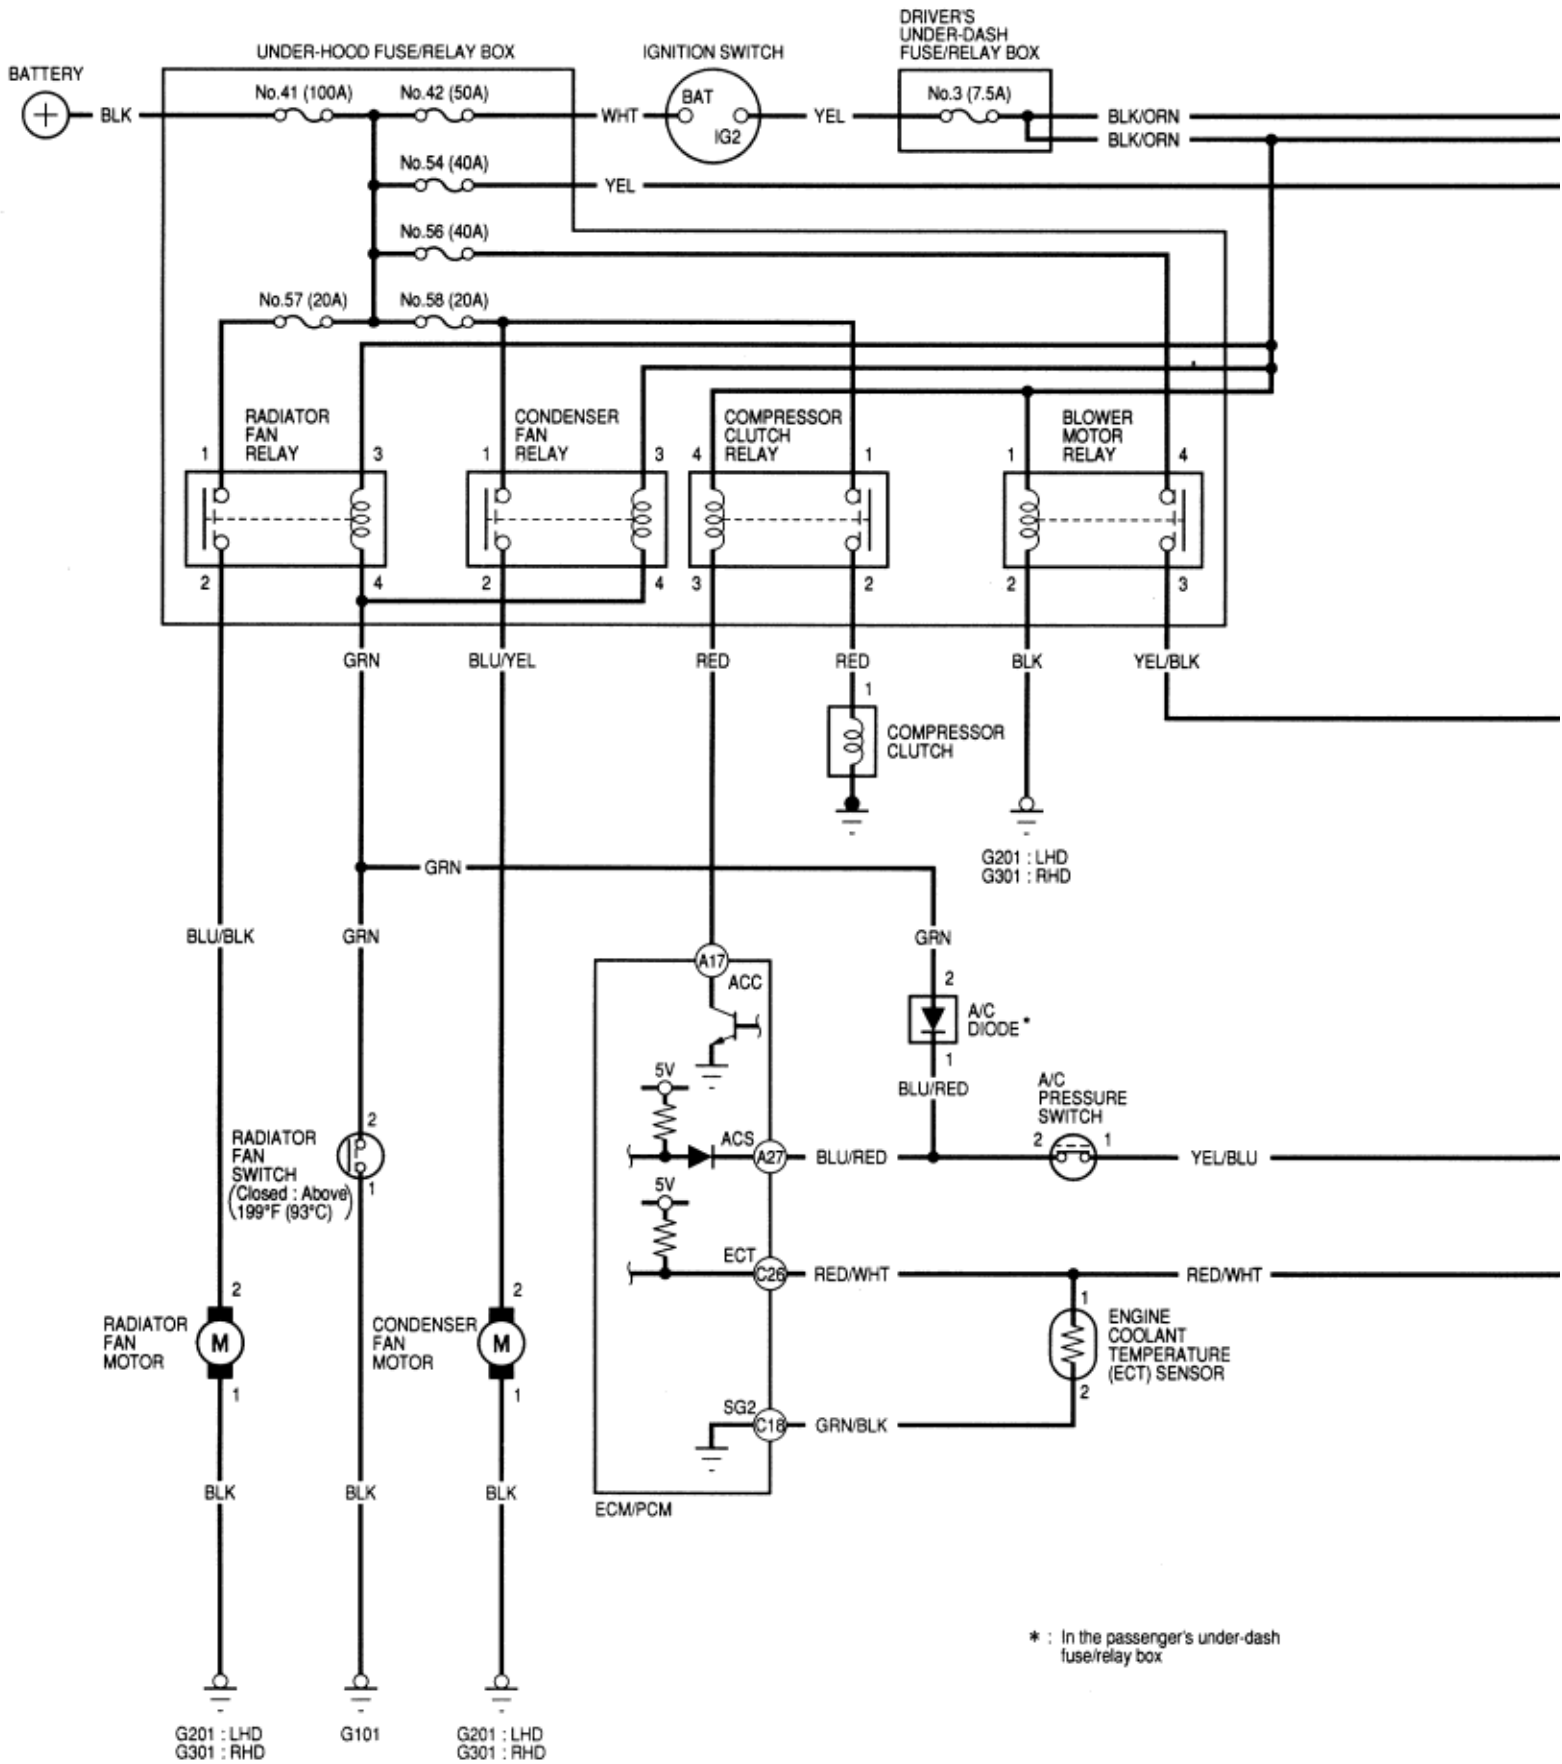 DRIVER'S
UNDER-DASH
FUSE/RELAY BOX
UNDER-HOOD FUSE/RELAY BOX
IGNITION SWITCH
BATTERY
No.41 (100A)
No.42 (50A)
BAT
No.3 (7.5A)
BLK
WHT
YEL
BLK/ORN
IG2
BLK/ORN
No.54 (40A)
YEL
No.56 (40A)
No.57 (20A)
No.58 (20A)
RADIATOR
FAN
RELAY
1
3
CONDENSER
FAN
RELAY
1
3
COMPRESSOR
CLUTCH
RELAY
4
1
BLOWER
MOTOR
RELAY
1
4
2
4
2
4
3
2
2
3
GRN
BLU/YEL
RED
RED
BLK
YEL/BLK
1
COMPRESSOR
CLUTCH
G201 : LHD
G301 : RHD
GRN
BLU/BLK
GRN
GRN
A17
ACC
2
A/C
DIODE *
1
5V
BLU/RED
A/C
PRESSURE
SWITCH
2
RADIATOR
FAN
SWITCH
(Closed : Above
199°F (93°C) )
1
ACS
A27
BLU/RED
2
1
YEL/BLU
5V
ECT
C26
RED/WHT
RED/WHT
2
RADIATOR
FAN
MOTOR
M
1
2
CONDENSER
FAN
MOTOR
M
1
1
ENGINE
COOLANT
TEMPERATURE
(ECT) SENSOR
2
SG2
C18
GRN/BLK
BLK
BLK
BLK
ECM/PCM
* : In the passenger's under-dash
fuse/relay box
G201 : LHD
G301 : RHD
G101
G201 : LHD
G301 : RHD